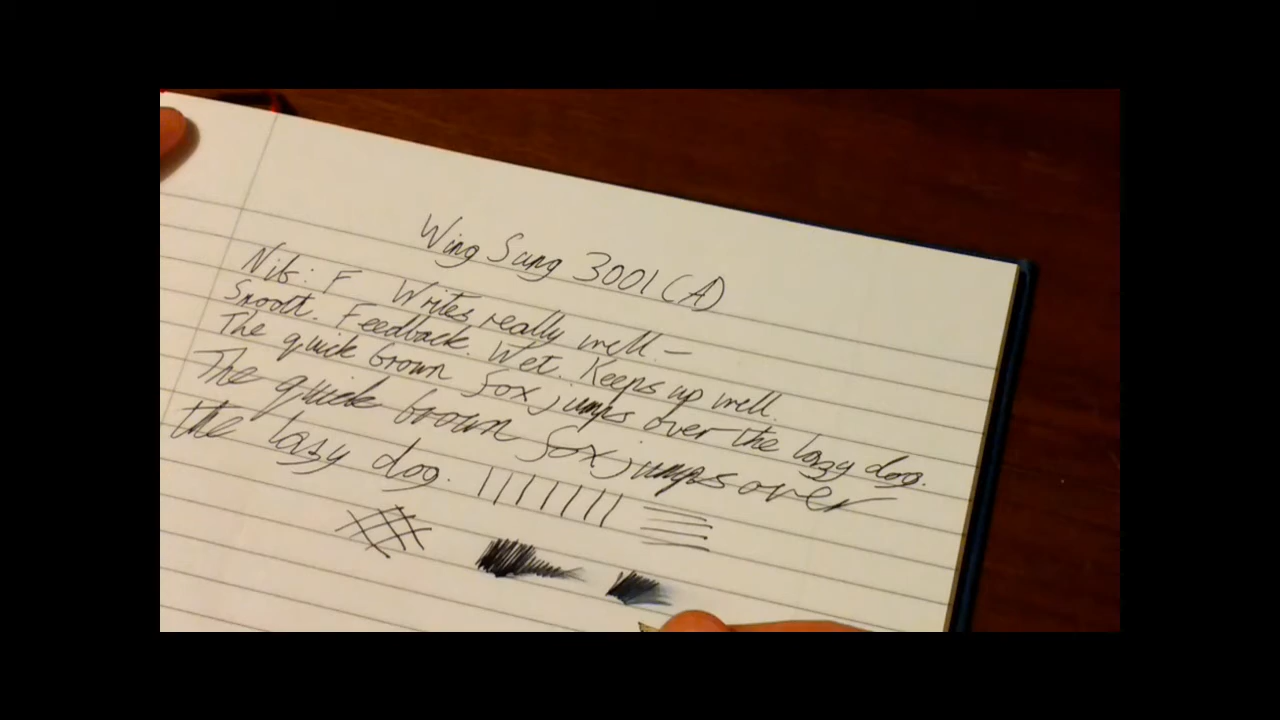 Wing Sung 3001 (A)
Nib: F Writes really well. –
Smooth. Feedback. Wet. Keeps up well.
The quick brown fox jumps over the lazy dog.
The quick brown fox jumps over
the lazy dog.